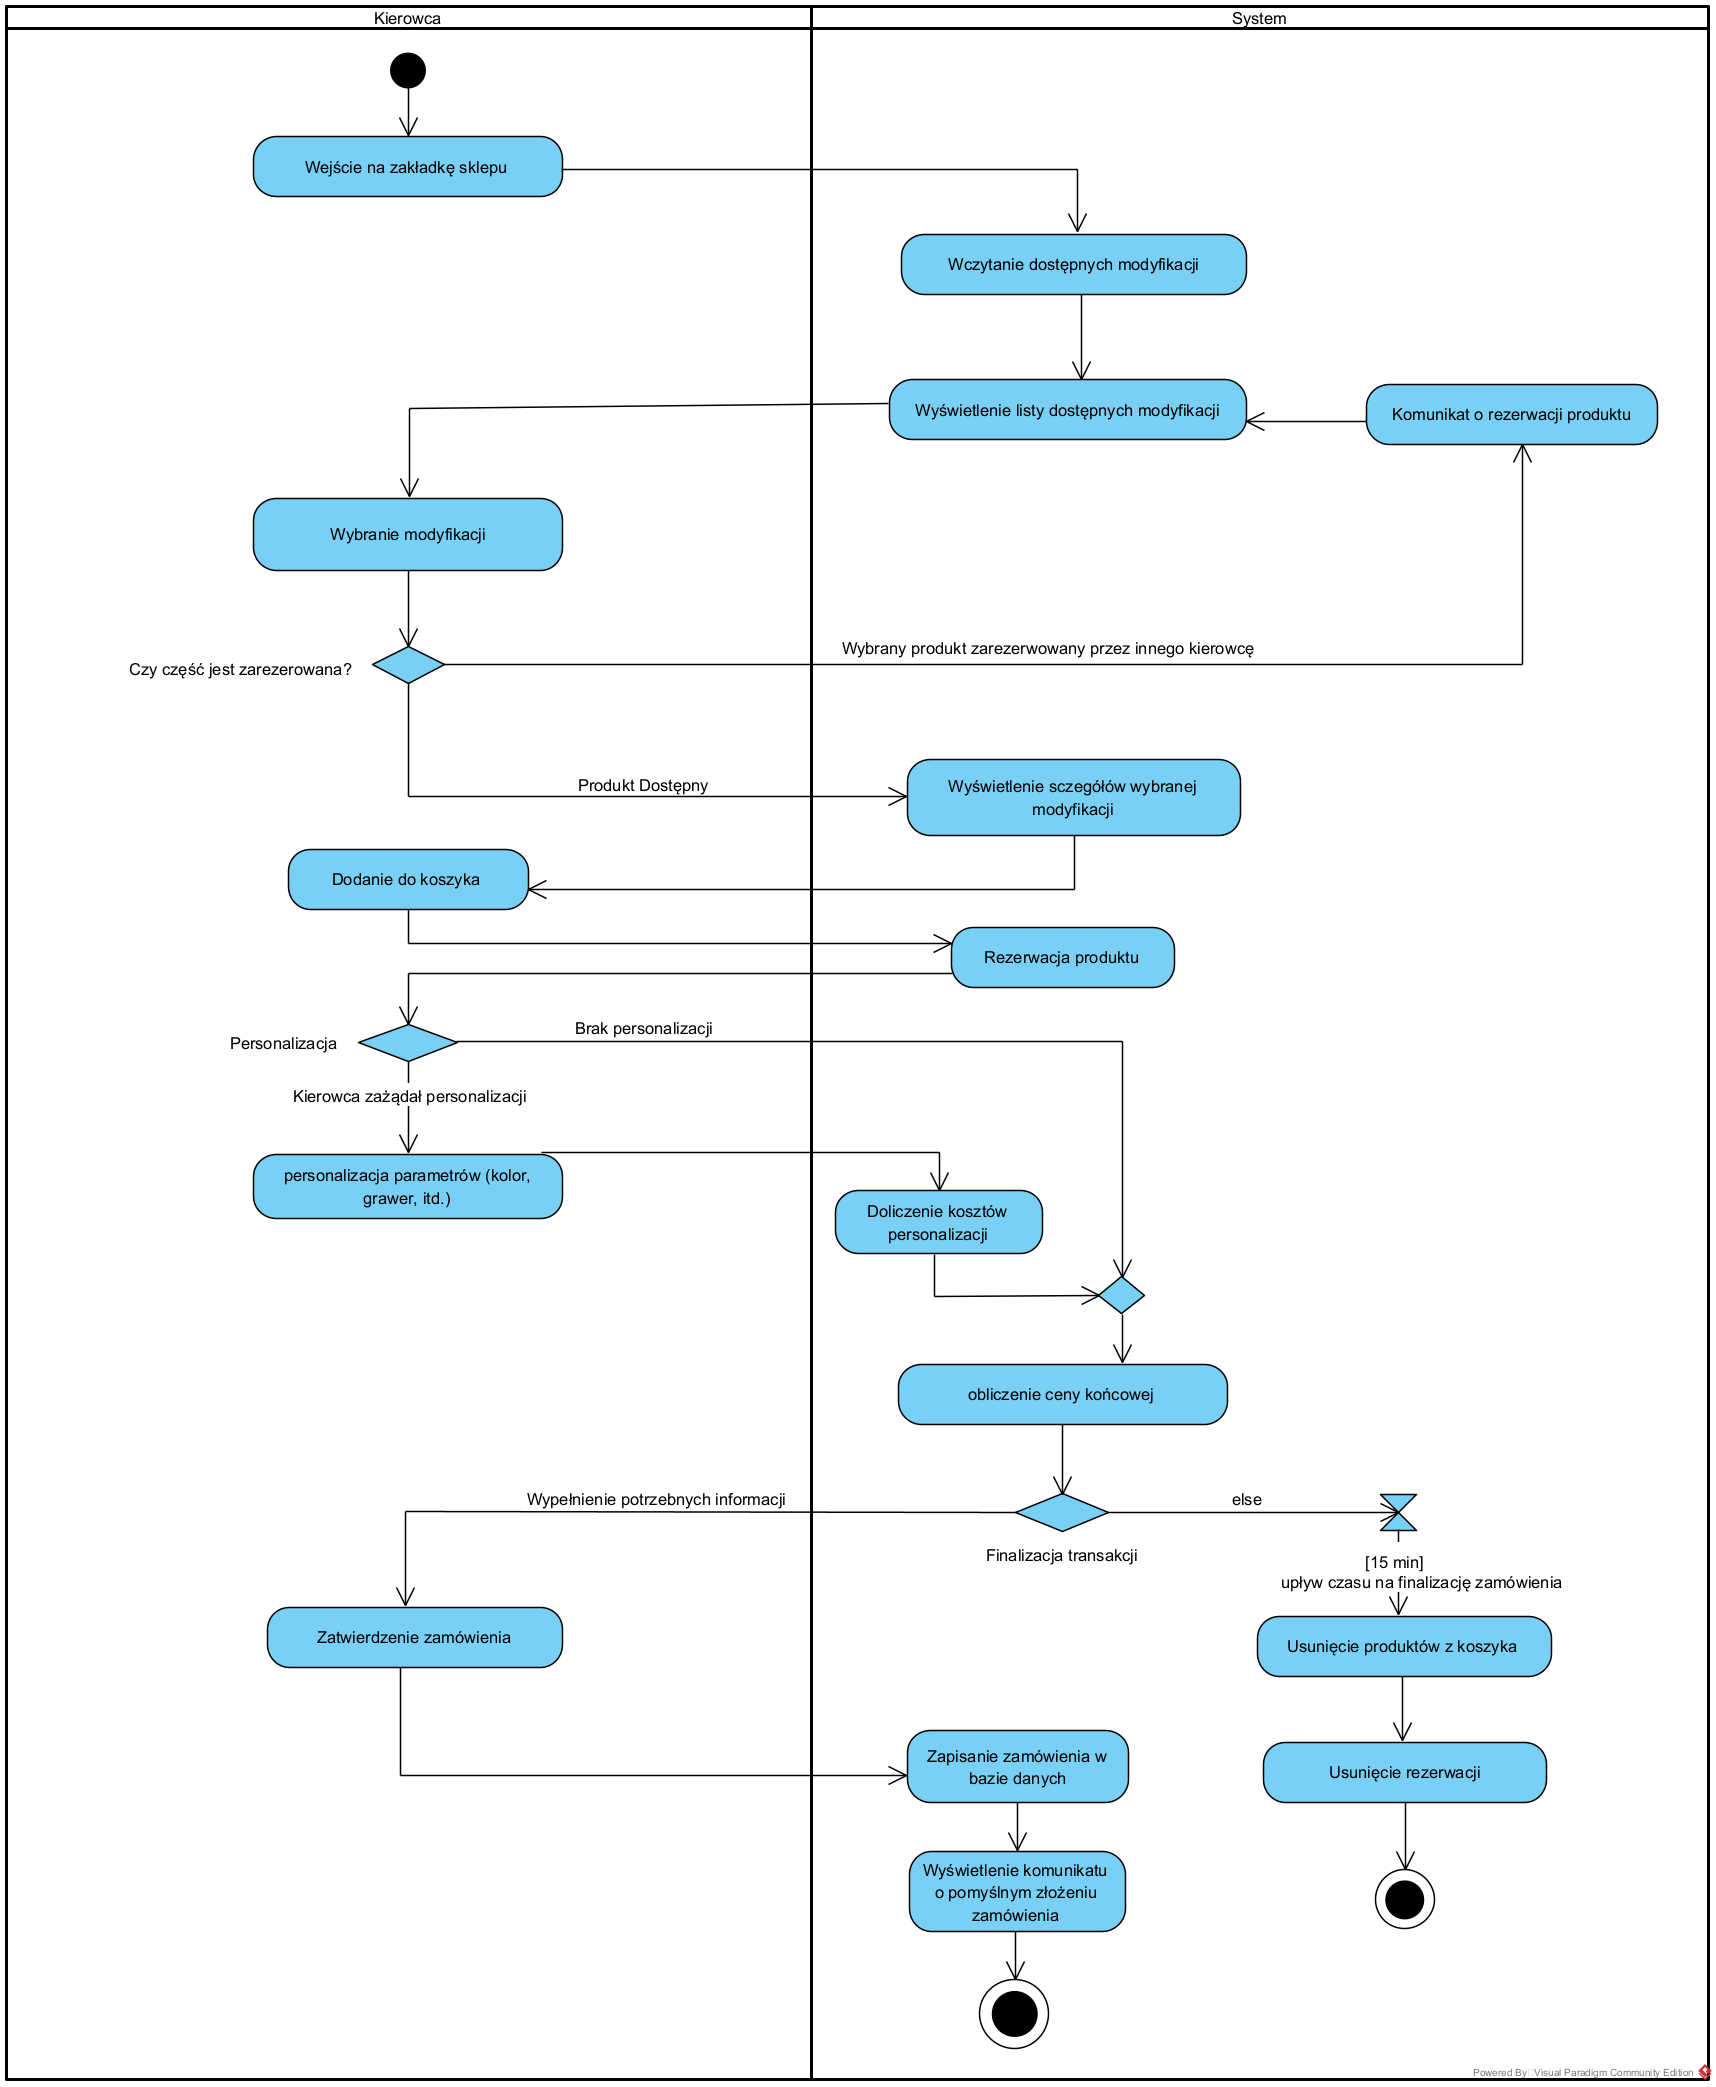 Kierowca
System
Wejście na zakładkę sklepu
Wczytanie dostępnych modyfikacji
Wyświetlenie listy dostępnych modyfikacji
Komunikat o rezerwacji produktu
Wybranie modyfikacji
Wybrany produkt zarezerwowany przez innego kierowcę
Czy część jest zarezerowana?
Produkt Dostępny
Wyświetlenie sczegółów wybranej
modyfikacji
Dodanie do koszyka
Rezerwacja produktu
Brak personalizacji
Personalizacja
Kierowca zażądał personalizacji
personalizacja parametrów (kolor,
grawer, itd.)
Doliczenie kosztów
personalizacji
obliczenie ceny końcowej
Wypełnienie potrzebnych informacji
else
Finalizacja transakcji
[15 min]
upływ czasu na finalizację zamówienia
Zatwierdzenie zamówienia
Usunięcie produktów z koszyka
Zapisanie zamówienia w
bazie danych
Usunięcie rezerwacji
Wyświetlenie komunikatu
o pomyślnym złożeniu
zamówienia
Powered By Visual Paradigm Community Edition